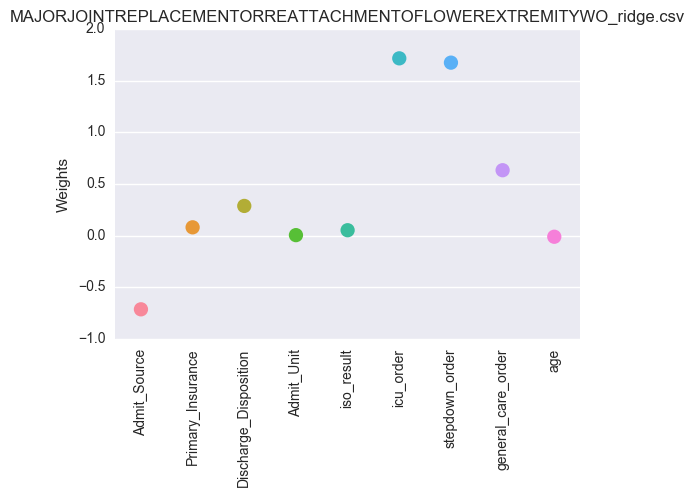 MAJORJOINTREPLACEMENTORREATTACHMENTOFLOWEREXTREMITYWO_ridge.csv
2.0
1.5
1.0
0.5
0.0
−0.5
−1.0
Weights
Admit_Source
Primary_Insurance
Discharge_Disposition
Admit_Unit
iso_result
icu_order
stepdown_order
general_care_order
age